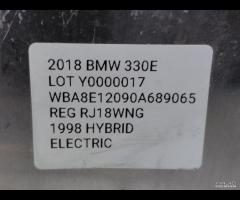 2018 BMW 330E
LOT Y0000017
WBA8E12090A689065
REG RJ18WNG
1998 HYBRID
ELECTRIC